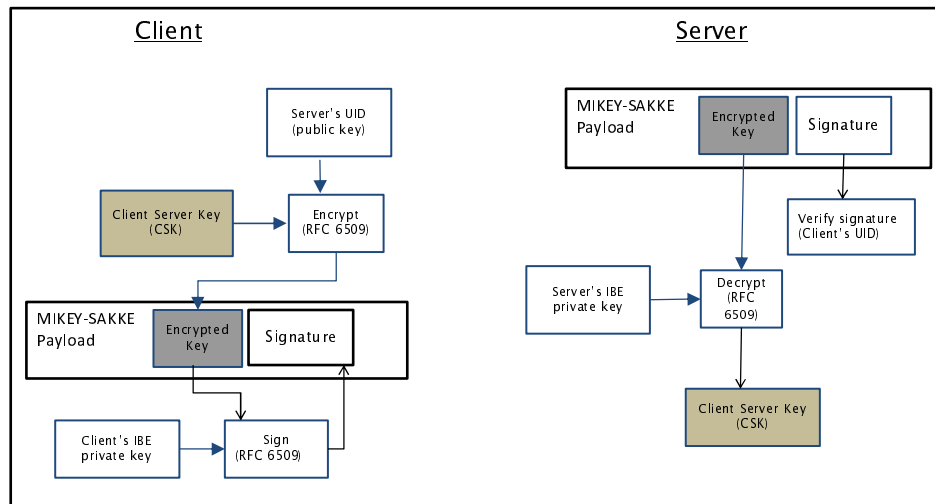 Client
Server's UID
(public key)
Client Server Key
(CSK)
Encrypt
(RFC 6509)
MIKEY-SAKKE
Payload
Encrypted
Key
Signature
Client's IBE
private key
Sign
(RFC 6509)
Server
MIKEY-SAKKE
Payload
Encrypted
Key
Signature
Verify signature
(Client's UID)
Server's IBE
private key
Decrypt
(RFC
6509)
Client Server Key
(CSK)